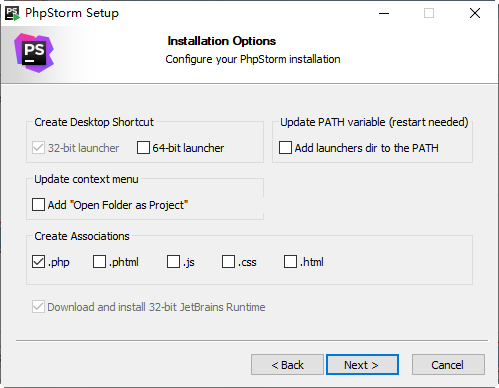 PhpStorm Setup
PS
Installation Options
Configure your PhpStorm installation
Create Desktop Shortcut
32-bit launcher
64-bit launcher
Update PATH variable (restart needed)
Add launchers dir to the PATH
Update context menu
Add "Open Folder as Project"
Create Associations
.php
.phtml
.js
.css
.html
Download and install 32-bit JetBrains Runtime
< Back
Next >
Cancel